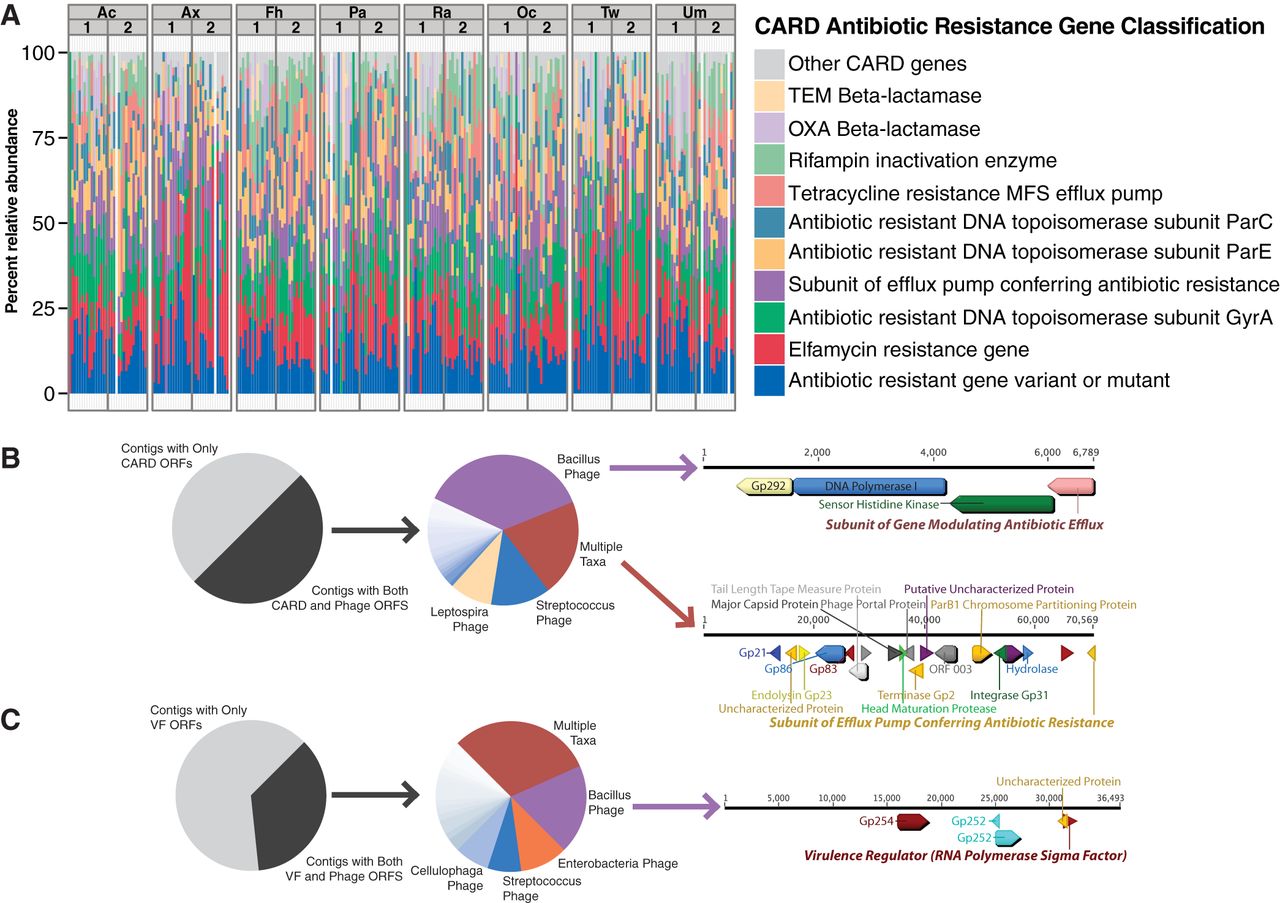 A
Ac Ax Fh Pa Ra Oc Tw Um
1 2 1 2 1 2 1 2 1 2 1 2 1 2 1 2
100
75
50
25
0
Percent relative abundance
CARD Antibiotic Resistance Gene Classification
Other CARD genes
TEM Beta-lactamase
OXA Beta-lactamase
Rifampin inactivation enzyme
Tetracycline resistance MFS efflux pump
Antibiotic resistant DNA topoisomerase subunit ParC
Antibiotic resistant DNA topoisomerase subunit ParE
Subunit of efflux pump conferring antibiotic resistance
Antibiotic resistant DNA topoisomerase subunit GyrA
Elfamycin resistance gene
Antibiotic resistant gene variant or mutant
B
Contigs with Only
CARD ORFs
Contigs with Both
CARD and Phage ORFS
Bacillus
Phage
Multiple
Taxa
Streptococcus
Phage
Leptospira
Phage
1 2,000 4,000 6,000 6,789
Gp292 DNA Polymerase I
Sensor Histidine Kinase
Subunit of Gene Modulating Antibiotic Efflux
Tail Length Tape Measure Protein Putative Uncharacterized Protein
Major Capsid Protein Phage Portal Protein ParB1 Chromosome Partitioning Protein
1 20,000 40,000 60,000 70,569
Gp21
Gp86 Gp83 ORF 003 Hydrolase
Endolysin Gp23 Terminase Gp2 Integrase Gp31
Uncharacterized Protein Head Maturation Protease
Subunit of Efflux Pump Conferring Antibiotic Resistance
C
Contigs with Only
VF ORFs
Contigs with Both
VF and Phage ORFS
Multiple
Taxa
Bacillus
Phage
Enterobacteria Phage
Streptococcus
Phage
Cellulophaga
Phage
Uncharacterized Protein
1 5,000 10,000 15,000 20,000 25,000 30,000 36,493
Gp254 Gp252
Gp252
Virulence Regulator (RNA Polymerase Sigma Factor)